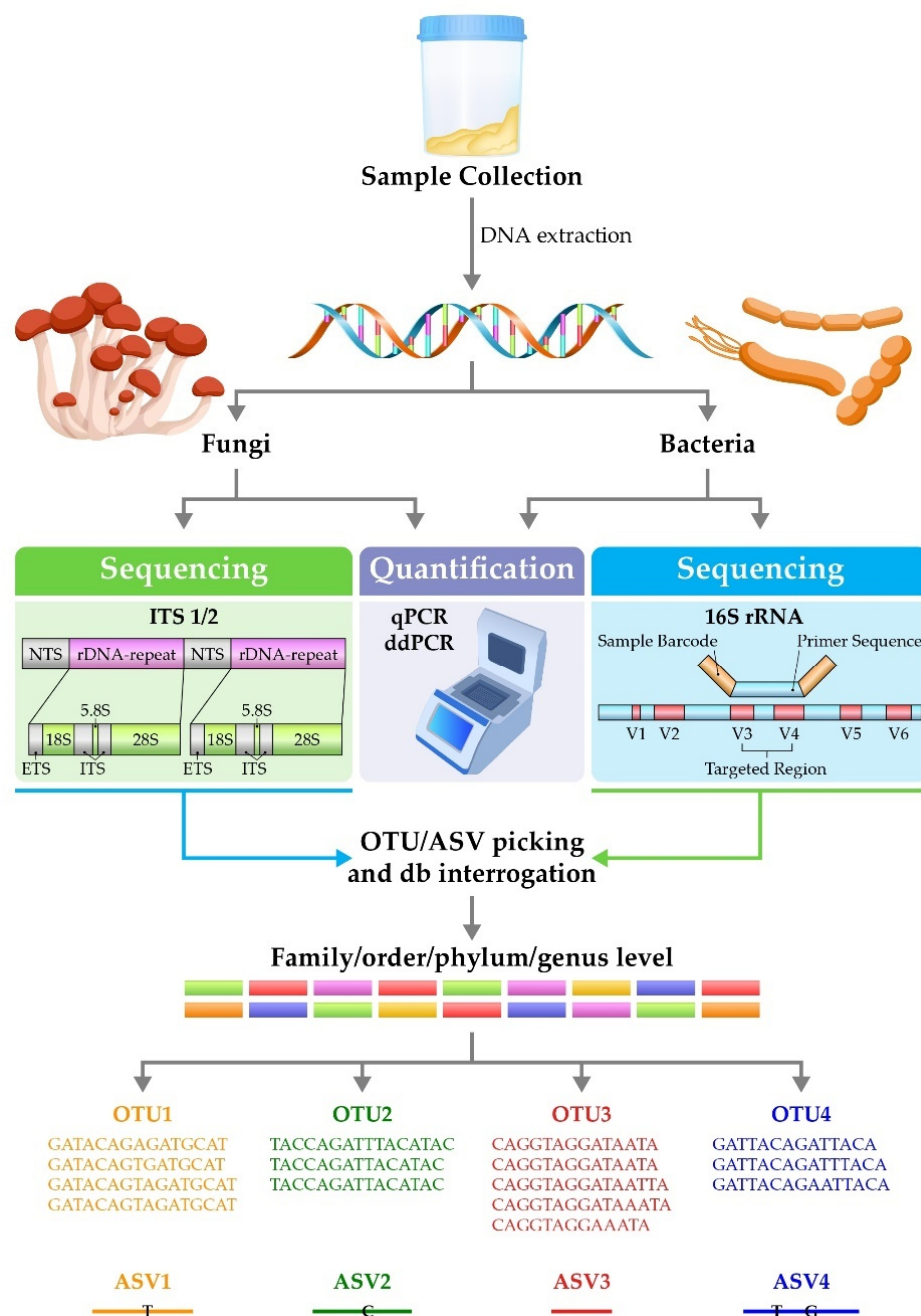 Sample Collection
DNA extraction
Fungi
Bacteria
Sequencing
Quantification
Sequencing
ITS 1/2
NTS
rDNA-repeat
NTS
rDNA-repeat
5.8S
5.8S
18S
28S
18S
28S
ETS
ITS
ETS
ITS
qPCR
ddPCR
16S rRNA
Sample Barcode
Primer Sequence
V1
V2
V3
V4
V5
V6
Targeted Region
OTU/ASV picking
and db interrogation
Family/order/phylum/genus level
OTU1
GATACAGAGATGCAT
GATACAGTGATGCAT
GATACAGTAGATGCAT
GATACAGTAGATGCAT
OTU2
TACCAGATTTACATAC
TACCAGATTACATAC
TACCAGATTACATAC
OTU3
CAGGTAGGATAATA
CAGGTAGGATAATA
CAGGTAGGATAATTA
CAGGTAGGATAAATA
CAGGTAGGAAATA
OTU4
GATTACAGATTACA
GATTACAGATTTACA
GATTACAGAATTACA
ASV1
T
ASV2
C
ASV3
ASV4
T G